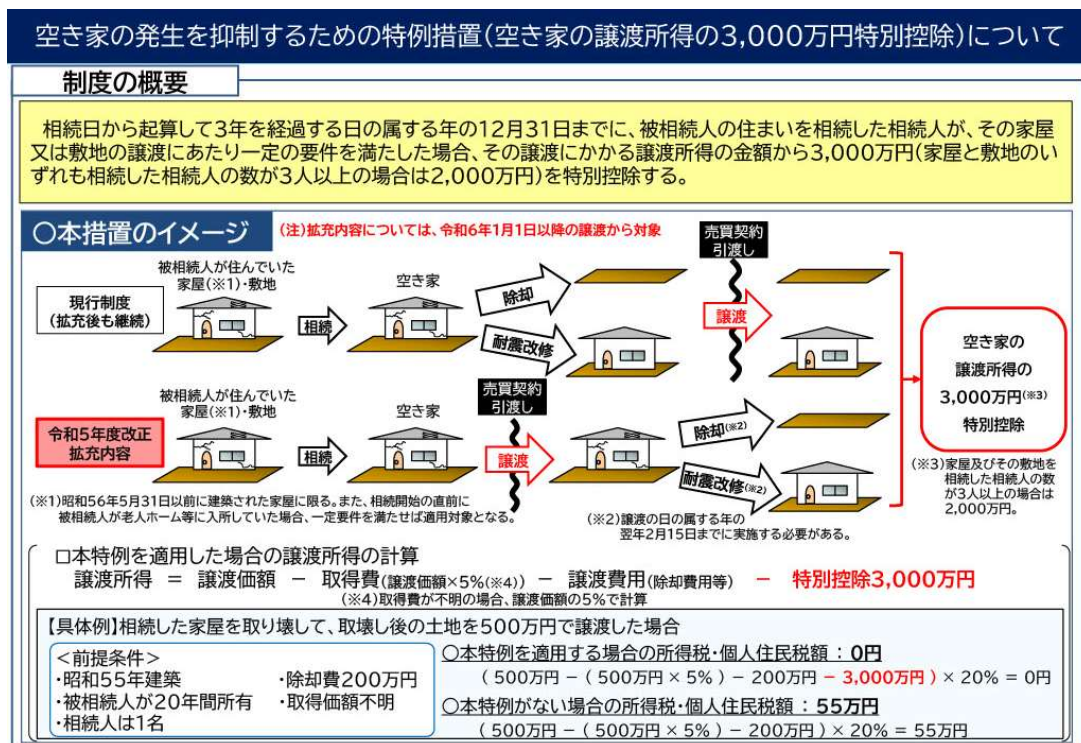 空き家の発生を抑制するための特例措置(空き家の譲渡所得の3,000万円特別控除)について
制度の概要
相続日から起算して3年を経過する日の属する年の12月31日までに、被相続人の住まいを相続した相続人が、その家屋
又は敷地の譲渡にあたり一定の要件を満たした場合、その譲渡にかかる譲渡所得の金額から3,000万円(家屋と敷地のい
ずれも相続した相続人の数が3人以上の場合は2,000万円)を特別控除する。
○本措置のイメージ
(注)拡充内容については、令和6年1月1日以降の譲渡から対象
現行制度
(拡充後も継続)
被相続人が住んでいた
家屋(※1)・敷地
相続
空き家
除却
耐震改修
売買契約
引渡し
譲渡
令和5年度改正
拡充内容
被相続人が住んでいた
家屋(※1)・敷地
相続
空き家
売買契約
引渡し
譲渡
除却(※2)
耐震改修(※2)
空き家の
譲渡所得の
3,000万円(※3)
特別控除
(※3)家屋及びその敷地を
相続した相続人の数
が3人以上の場合は
2,000万円。
(※1)昭和56年5月31日以前に建築された家屋に限る。また、相続開始の直前に
被相続人が老人ホーム等に入所していた場合、一定要件を満たせば適用対象となる。
(※2)譲渡の日の属する年の
翌年2月15日までに実施する必要がある。
□本特例を適用した場合の譲渡所得の計算
譲渡所得 = 譲渡価額 − 取得費(譲渡価額×5%(※4)) − 譲渡費用(除却費用等) − 特別控除3,000万円
(※4)取得費が不明の場合、譲渡価額の5%で計算
【具体例】相続した家屋を取り壊して、取壊し後の土地を500万円で譲渡した場合
<前提条件>
・昭和55年建築 ・除却費200万円
・被相続人が20年間所有 ・取得価額不明
・相続人は1名
○本特例を適用する場合の所得税・個人住民税額 : 0円
( 500万円 − ( 500万円 × 5% ) − 200万円 − 3,000万円 ) × 20% = 0円
○本特例がない場合の所得税・個人住民税額 : 55万円
( 500万円 − ( 500万円 × 5% ) − 200万円 ) × 20% = 55万円